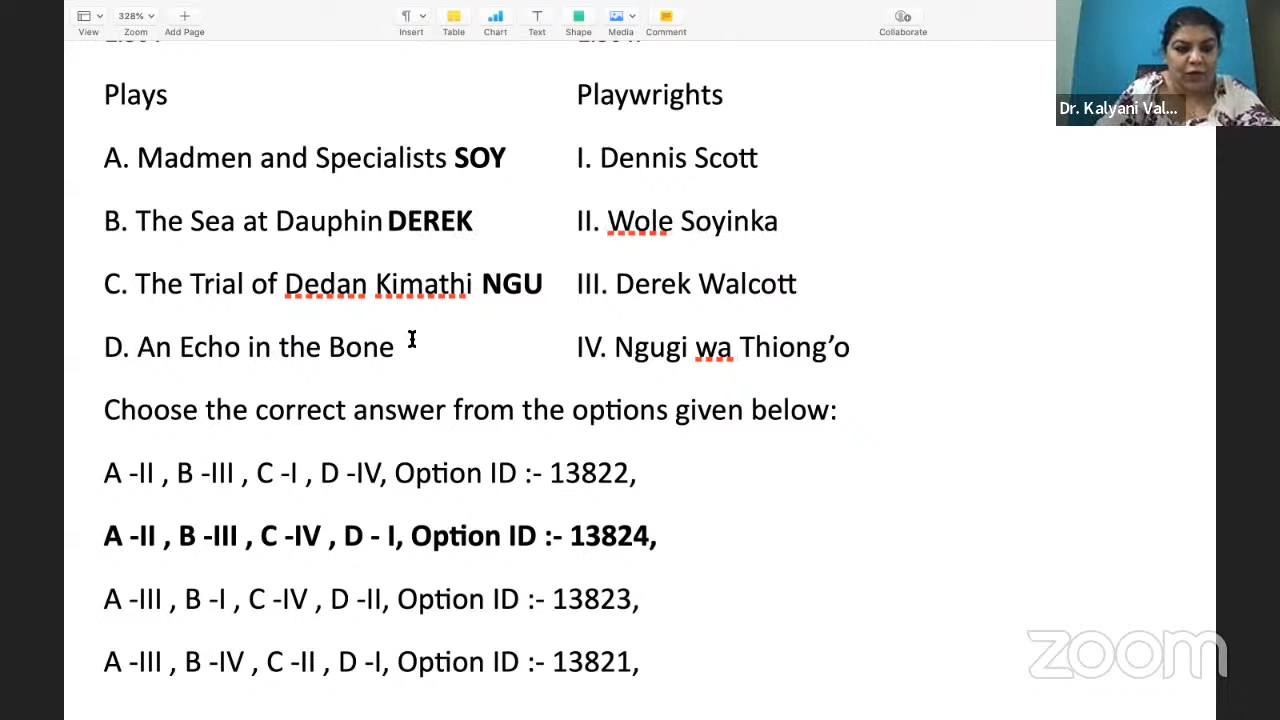 328%
View Zoom Add Page Insert Table Chart Text Shape Media Comment Collaborate
Plays Playwrights
A. Madmen and Specialists SOY I. Dennis Scott
B. The Sea at Dauphin DEREK II. Wole Soyinka
C. The Trial of Dedan Kimathi NGU III. Derek Walcott
D. An Echo in the Bone IV. Ngugi wa Thiong’o
Choose the correct answer from the options given below:
A -II , B -III , C -I , D -IV, Option ID :- 13822,
A -II , B -III , C -IV , D - I, Option ID :- 13824,
A -III , B -I , C -IV , D -II, Option ID :- 13823,
A -III , B -IV , C -II , D -I, Option ID :- 13821,
Dr. Kalyani Val...
zoom